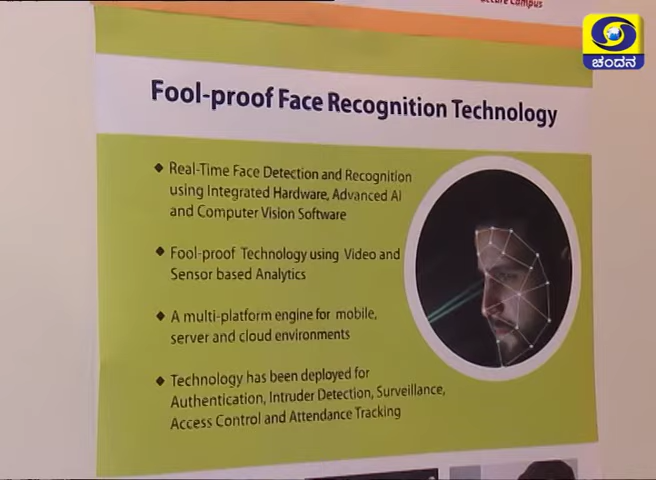 Secure Campus
ಚಂದನ
Fool-proof Face Recognition Technology
◆ Real-Time Face Detection and Recognition
using Integrated Hardware, Advanced AI
and Computer Vision Software
◆ Fool-proof Technology using Video and
Sensor based Analytics
◆ A multi-platform engine for mobile,
server and cloud environments
◆ Technology has been deployed for
Authentication, Intruder Detection, Surveillance,
Access Control and Attendance Tracking